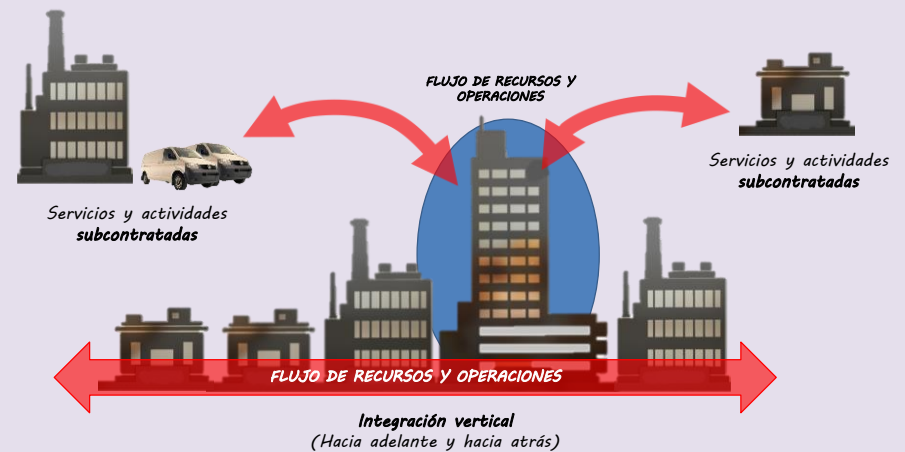 FLUJO DE RECURSOS Y
OPERACIONES
Servicios y actividades
subcontratadas
Servicios y actividades
subcontratadas
FLUJO DE RECURSOS Y OPERACIONES
Integración vertical
(Hacia adelante y hacia atrás)